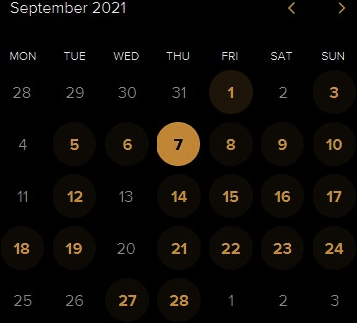 September 2021
MON TUE WED THU FRI SAT SUN
28 29 30 31 1 2 3
4 5 6 7 8 9 10
11 12 13 14 15 16 17
18 19 20 21 22 23 24
25 26 27 28 1 2 3